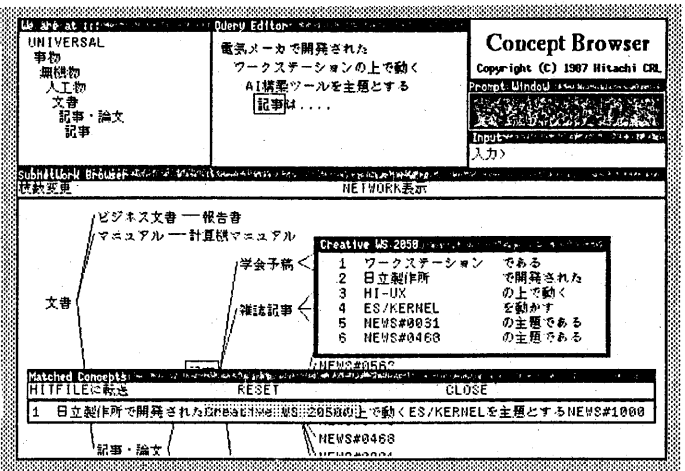 We are at
UNIVERSAL
事物
無機物
人工物
文書
記事・論文
記事
Query Editor
電気メーカで開発された
ワークステーションの上で動く
AI構築ツールを主題とする
記事は....
Concept Browser
Copyright (C) 1987 Hitachi CRL
Prompt Window
Input
入力>
SubNetWork Browser
枝数変更 NETWORK表示
ビジネス文書 報告書
マニュアル 計算機マニュアル
学会予稿
文書
雑誌記事
Creative WS 2050
1 ワークステーション である
2 日立製作所 で開発された
3 HI-UX の上で動く
4 ES/KERNEL を動かす
5 NEWS#0031 の主題である
6 NEWS#0468 の主題である
NEWS#0567
Matched Concepts
HITFILEに転送 RESET CLOSE
1 日立製作所で開発されたCreative WS 2050の上で動くES/KERNELを主題とするNEWS#1000
NEWS#0468
記事・論文